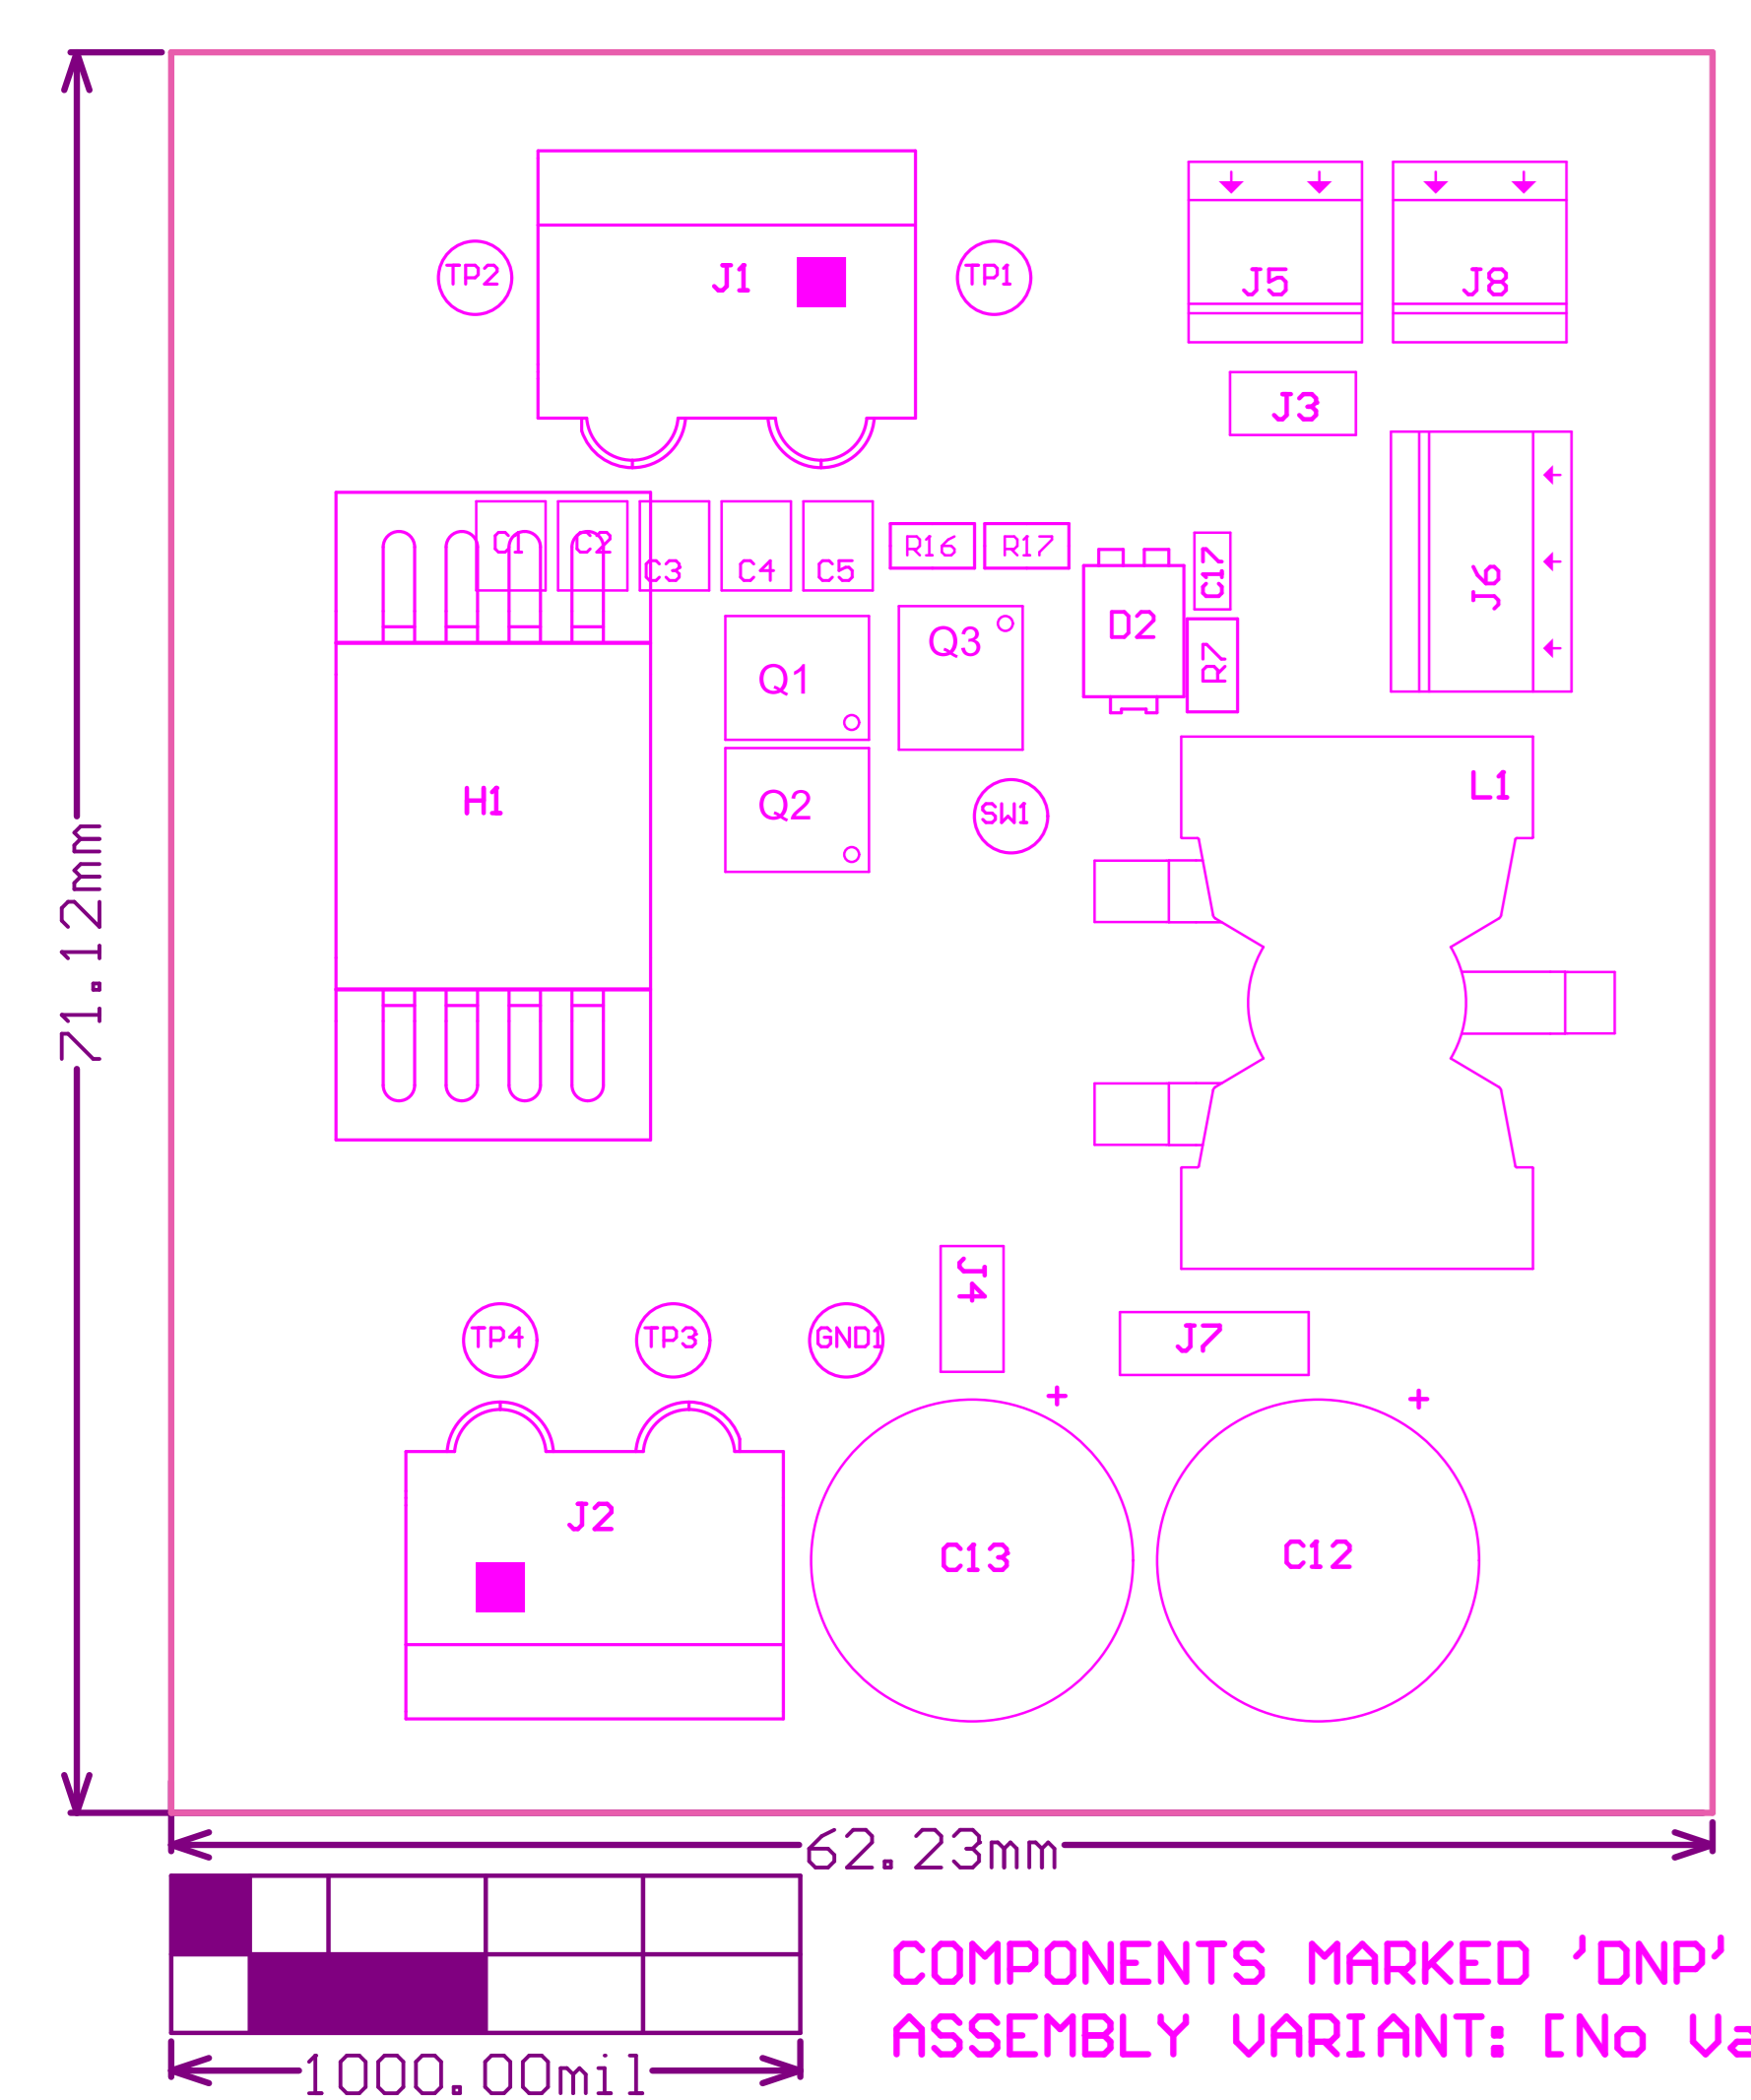 J1
TP2
TP1
J5
J8
J3
C1
C2
C3
C4
C5
R16
R17
C17
J6
D2
Q3
R7
Q1
L1
H1
Q2
SW1
71.12mm
J4
TP4
TP3
GND1
J7
+
+
J2
C13
C12
62.23mm
COMPONENTS MARKED 'DNP'
ASSEMBLY VARIANT: [No Va
1000.00mil